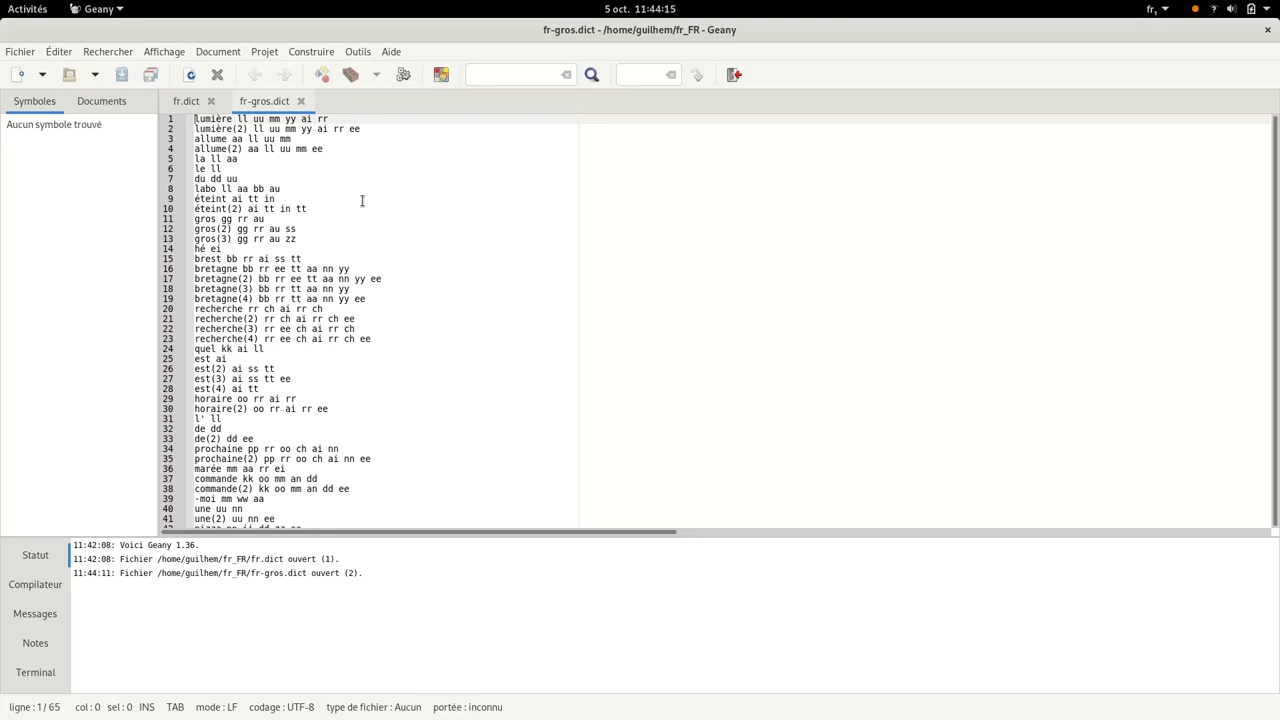 Activités
Geany
5 oct. 11:44:15
fr₁
fr-gros.dict - /home/guilhem/fr_FR - Geany
Fichier Éditer Rechercher Affichage Document Projet Construire Outils Aide
Symboles Documents
fr.dict
fr-gros.dict
Aucun symbole trouvé
1 lumière ll uu mm yy ai rr
2 lumière(2) ll uu mm yy ai rr ee
3 allume aa ll uu mm
4 allume(2) aa ll uu mm ee
5 la ll aa
6 le ll
7 du dd uu
8 labo ll aa bb au
9 éteint ai tt in
10 éteint(2) ai tt in tt
11 gros gg rr au
12 gros(2) gg rr au ss
13 gros(3) gg rr au zz
14 hé ei
15 brest bb rr ai ss tt
16 bretagne bb rr ee tt aa nn yy
17 bretagne(2) bb rr ee tt aa nn yy ee
18 bretagne(3) bb rr tt aa nn yy
19 bretagne(4) bb rr tt aa nn yy ee
20 recherche rr ch ai rr ch
21 recherche(2) rr ch ai rr ch ee
22 recherche(3) rr ee ch ai rr ch
23 recherche(4) rr ee ch ai rr ch ee
24 quel kk ai ll
25 est ai
26 est(2) ai ss tt
27 est(3) ai ss tt ee
28 est(4) ai tt
29 horaire oo rr ai rr
30 horaire(2) oo rr ai rr ee
31 l' ll
32 de dd
33 de(2) dd ee
34 prochaine pp rr oo ch ai nn
35 prochaine(2) pp rr oo ch ai nn ee
36 marée mm aa rr ei
37 commande kk oo mm an dd
38 commande(2) kk oo mm an dd ee
39 -moi mm ww aa
40 une uu nn
41 une(2) uu nn ee
Statut
Compilateur
Messages
Notes
Terminal
11:42:08: Voici Geany 1.36.
11:42:08: Fichier /home/guilhem/fr_FR/fr.dict ouvert (1).
11:44:11: Fichier /home/guilhem/fr_FR/fr-gros.dict ouvert (2).
ligne : 1 / 65 col : 0 sel : 0 INS TAB mode : LF codage : UTF-8 type de fichier : Aucun portée : inconnu